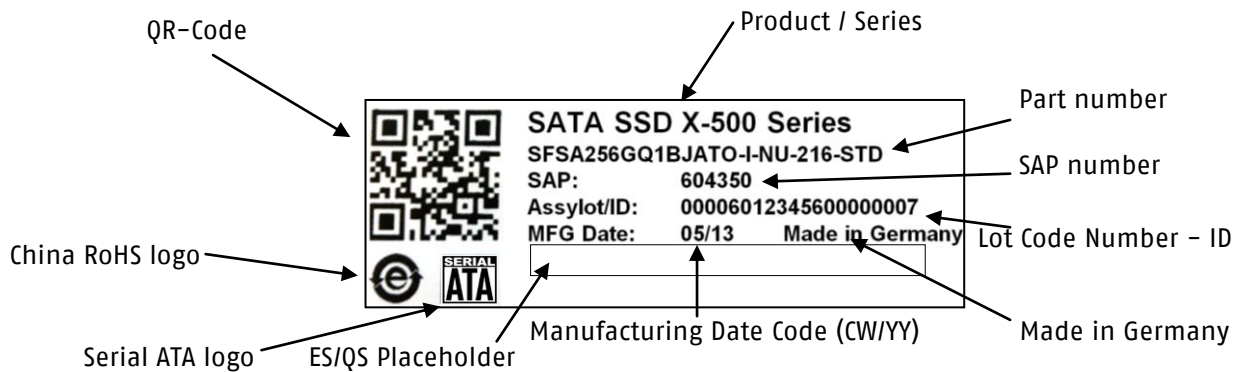 QR-Code
Product / Series
Part number
SATA SSD X-500 Series
SFSA256GQ1BJATO-I-NU-216-STD
SAP number
SAP: 604350
Assylot/ID: 00006012345600000007
MFG Date: 05/13 Made in Germany
Lot Code Number - ID
China RoHS logo
e
SERIAL
ATA
Manufacturing Date Code (CW/YY)
Made in Germany
Serial ATA logo
ES/QS Placeholder